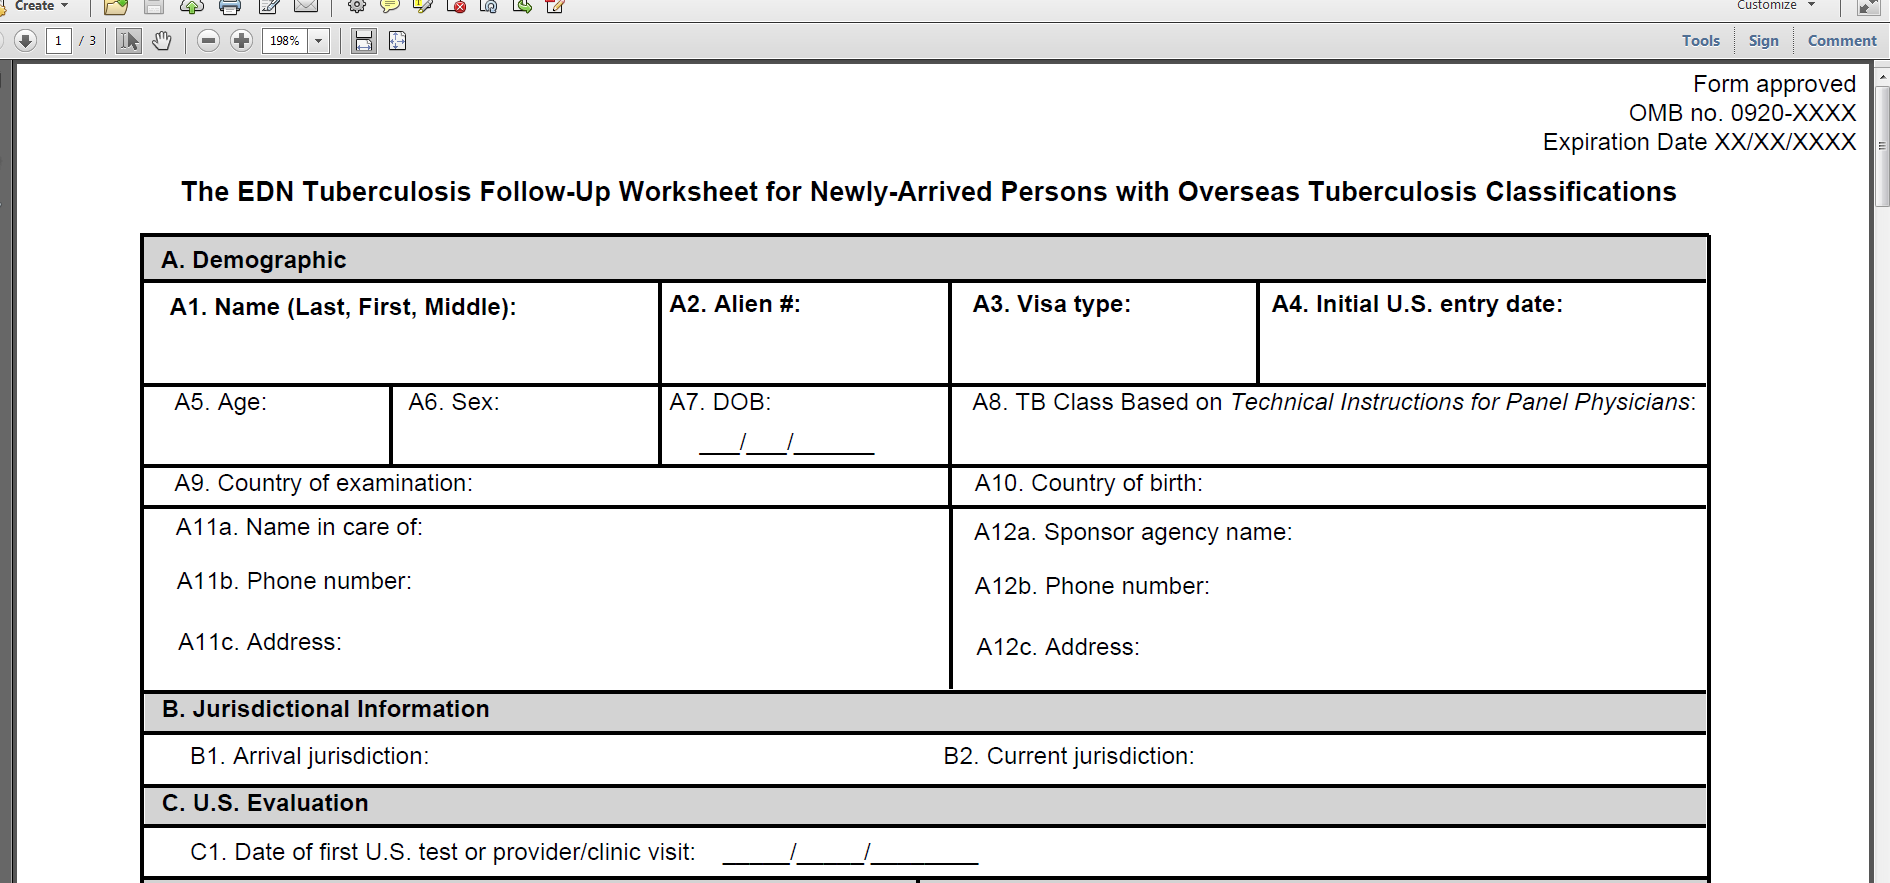 Create
Customize
1 / 3
198%
Tools Sign Comment
Form approved
OMB no. 0920-XXXX
Expiration Date XX/XX/XXXX
The EDN Tuberculosis Follow-Up Worksheet for Newly-Arrived Persons with Overseas Tuberculosis Classifications
A. Demographic
A1. Name (Last, First, Middle):
A2. Alien #:
A3. Visa type:
A4. Initial U.S. entry date:
A5. Age:
A6. Sex:
A7. DOB:
___/___/______
A8. TB Class Based on Technical Instructions for Panel Physicians:
A9. Country of examination:
A10. Country of birth:
A11a. Name in care of:
A11b. Phone number:
A11c. Address:
A12a. Sponsor agency name:
A12b. Phone number:
A12c. Address:
B. Jurisdictional Information
B1. Arrival jurisdiction:
B2. Current jurisdiction:
C. U.S. Evaluation
C1. Date of first U.S. test or provider/clinic visit: _____/_____/________